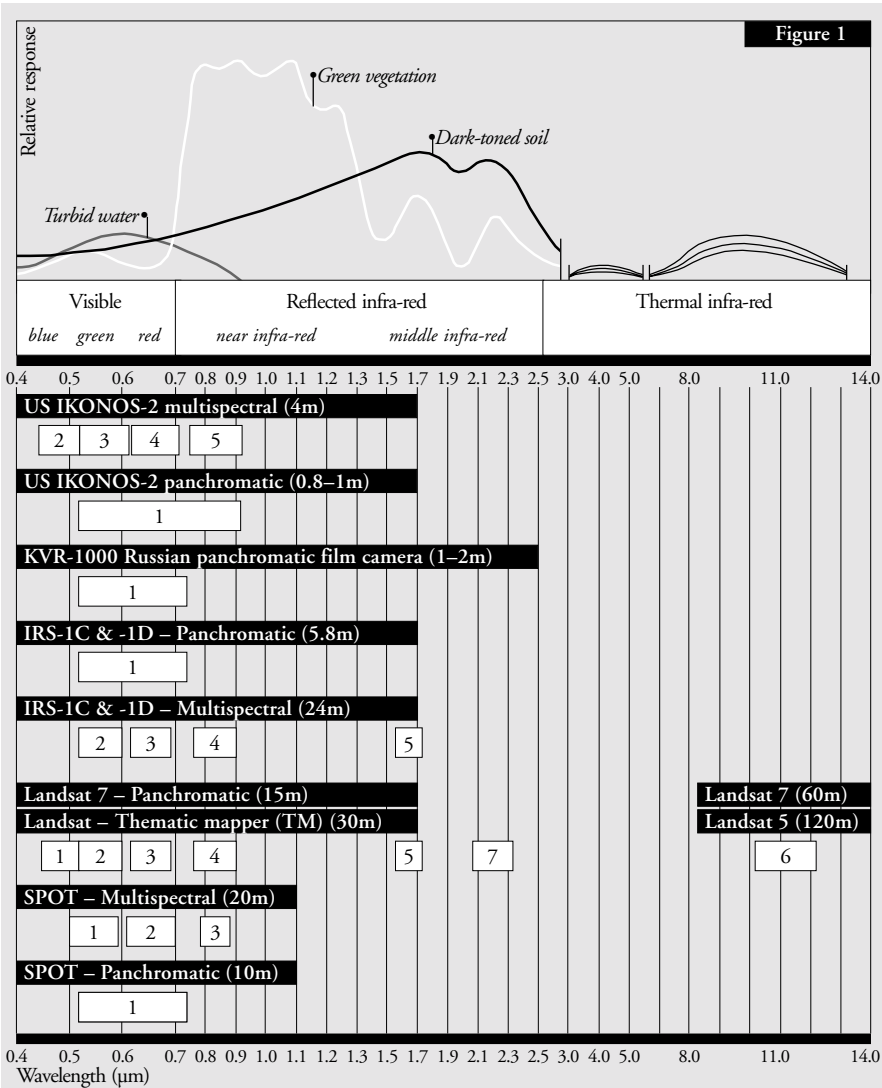 Figure 1
Relative response
Green vegetation
Dark-toned soil
Turbid water
Visible Reflected infra-red Thermal infra-red
blue green red near infra-red middle infra-red
0.4 0.5 0.6 0.7 0.8 0.9 1.0 1.1 1.2 1.5 1.7 1.9 2.1 2.3 2.5 3.0 4.0 5.0 8.0 11.0 14.0
US IKONOS-2 multispectral (4m)
2 3 4 5
US IKONOS-2 panchromatic (0.8–1m)
1
KVR-1000 Russian panchromatic film camera (1–2m)
1
IRS-1C & -1D – Panchromatic (5.8m)
1
IRS-1C & -1D – Multispectral (24m)
2 3 4 5
Landsat 7 – Panchromatic (15m) Landsat 7 (60m)
Landsat – Thematic mapper (TM) (30m) Landsat 5 (120m)
1 2 3 4 5 7 6
SPOT – Multispectral (20m)
1 2 3
SPOT – Panchromatic (10m)
1
0.4 0.5 0.6 0.7 0.8 0.9 1.0 1.1 1.2 1.5 1.7 1.9 2.1 2.3 2.5 3.0 4.0 5.0 8.0 11.0 14.0
Wavelength (µm)